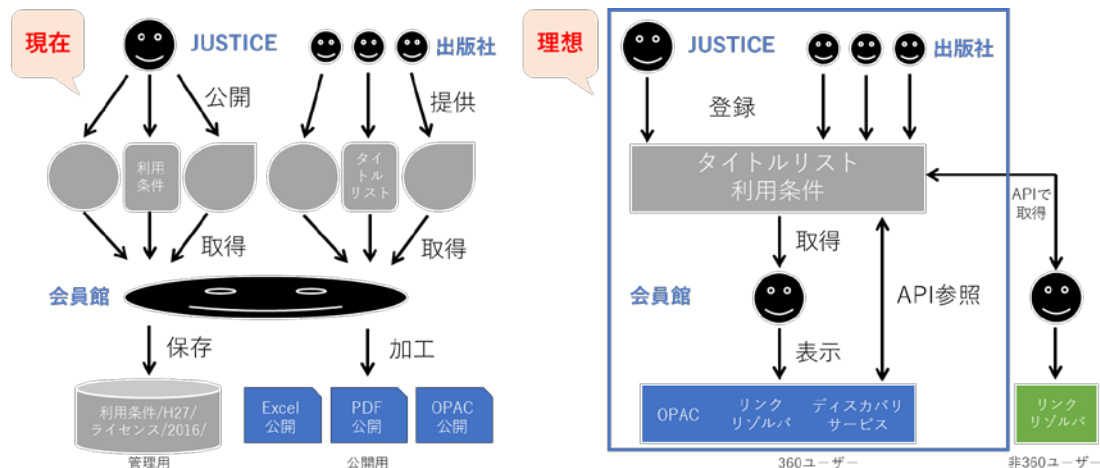 現在
JUSTICE
出版社
公開
提供
利用
条件
タイ
トル
リスト
取得
取得
会員館
保存
加工
利用条件/H27/
ライセンス/2016/
管理用
Excel
公開
PDF
公開
OPAC
公開
公開用
理想
JUSTICE
出版社
登録
タイトルリスト
利用条件
APIで
取得
取得
会員館
API参照
表示
OPAC
リンク
リゾルバ
ディスカバリ
サービス
360ユーザー
リンク
リゾルバ
非360ユーザー